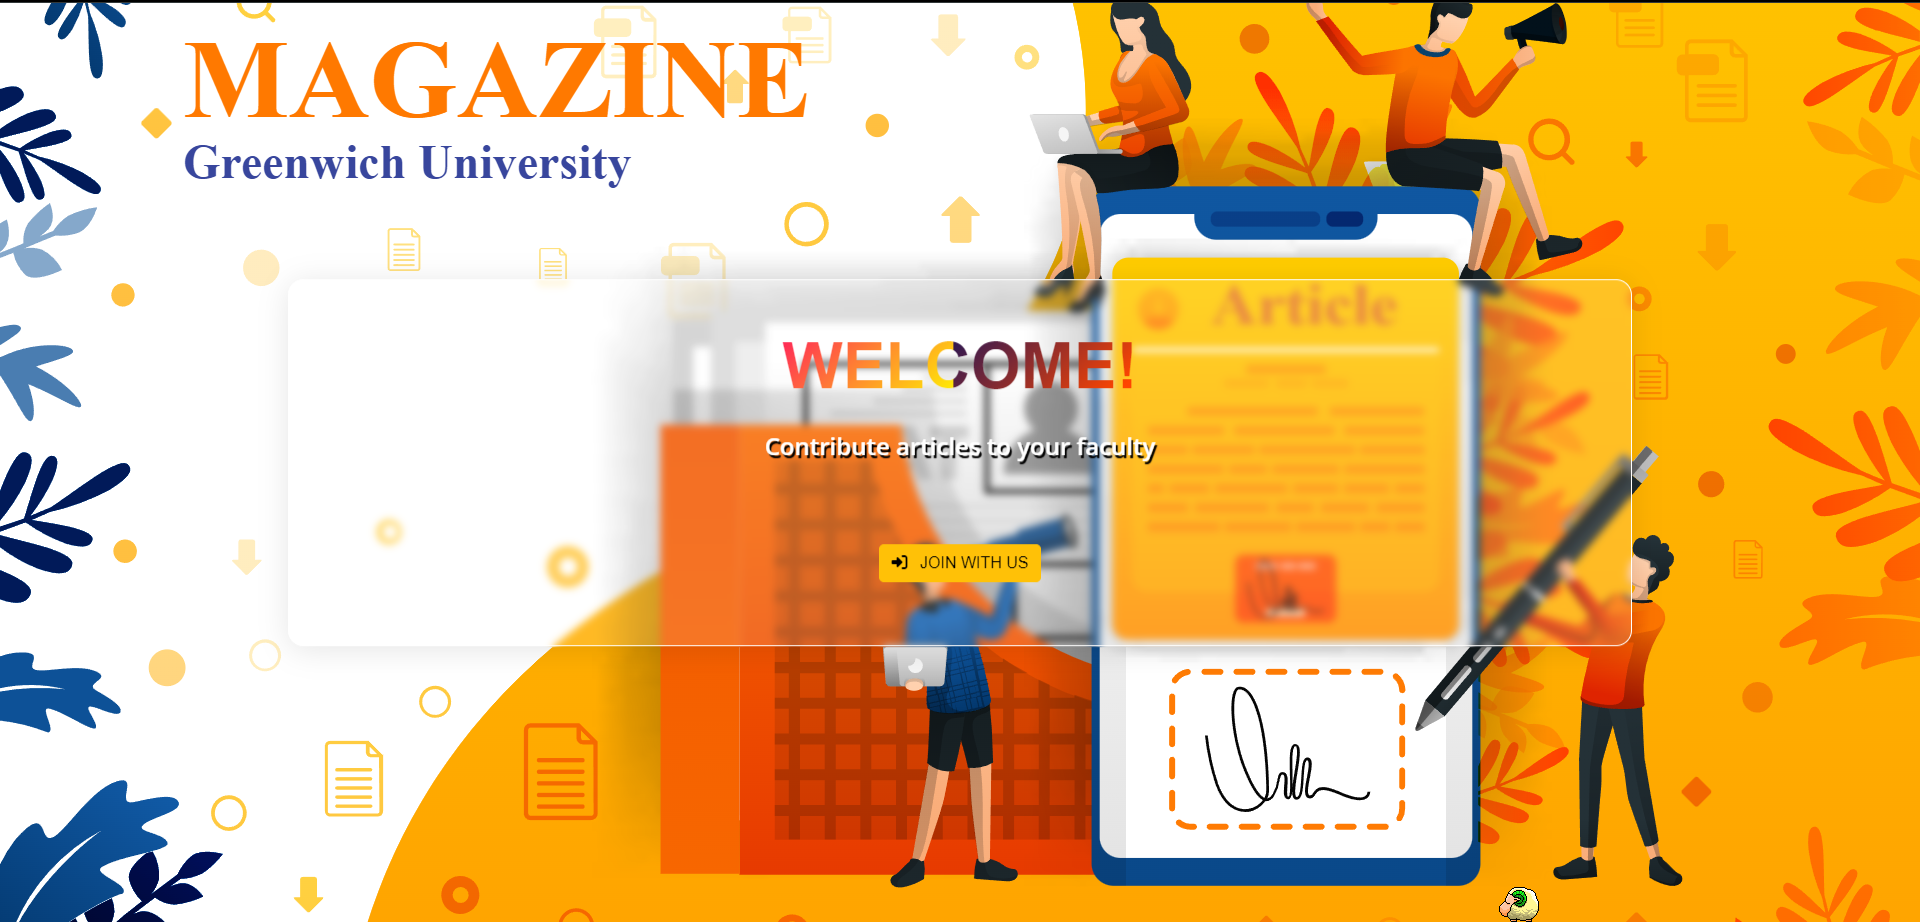 MAGAZINE
Greenwich University
Article
WELCOME!
Contribute articles to your faculty
JOIN WITH US